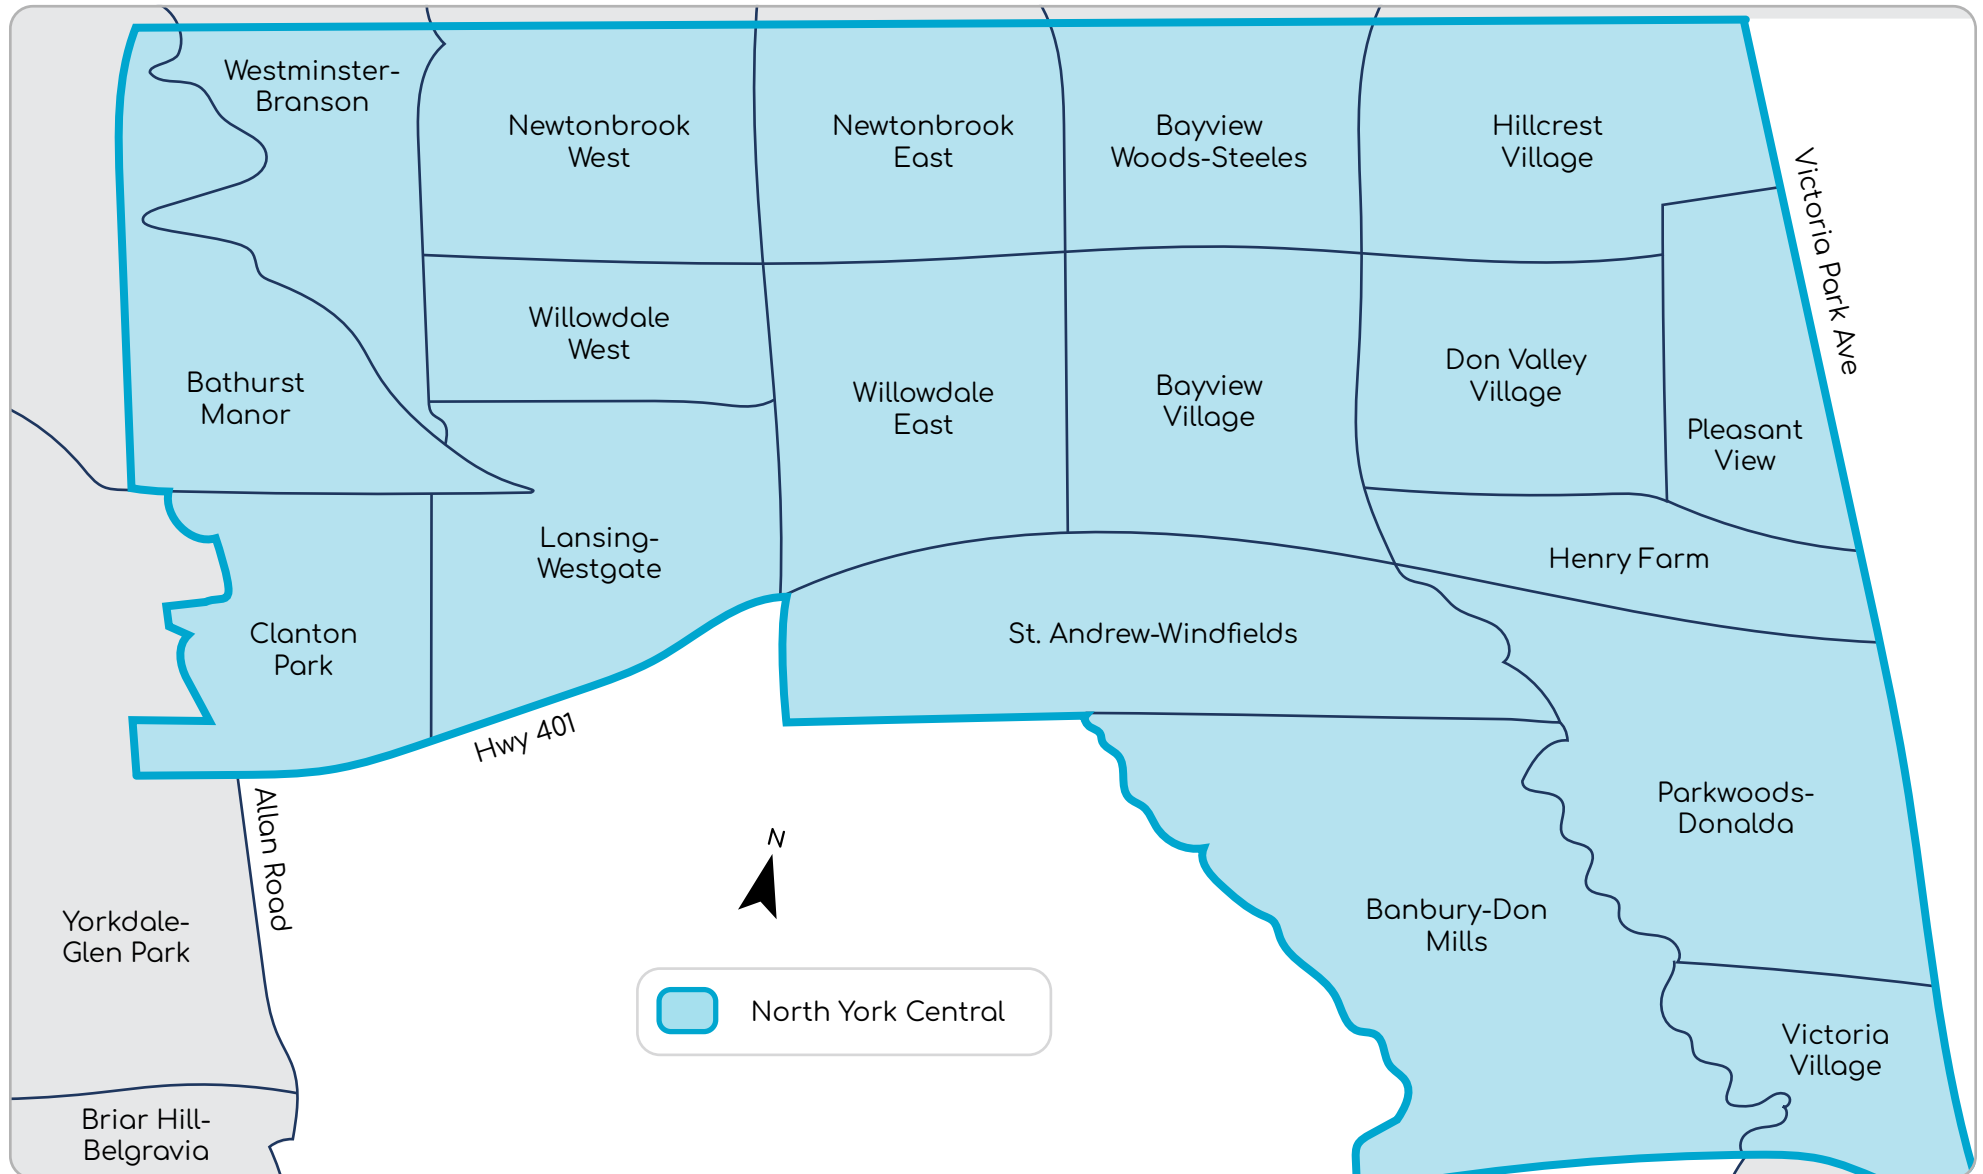 Westminster-
Branson
Newtonbrook
West
Newtonbrook
East
Bayview
Woods-Steeles
Hillcrest
Village
Victoria Park Ave
Willowdale
West
Bathurst
Manor
Willowdale
East
Bayview
Village
Don Valley
Village
Pleasant
View
Lansing-
Westgate
Henry Farm
Clanton
Park
St. Andrew-Windfields
Hwy 401
Allan Road
Parkwoods-
Donalda
N
Yorkdale-
Glen Park
Banbury-Don
Mills
North York Central
Victoria
Village
Briar Hill-
Belgravia